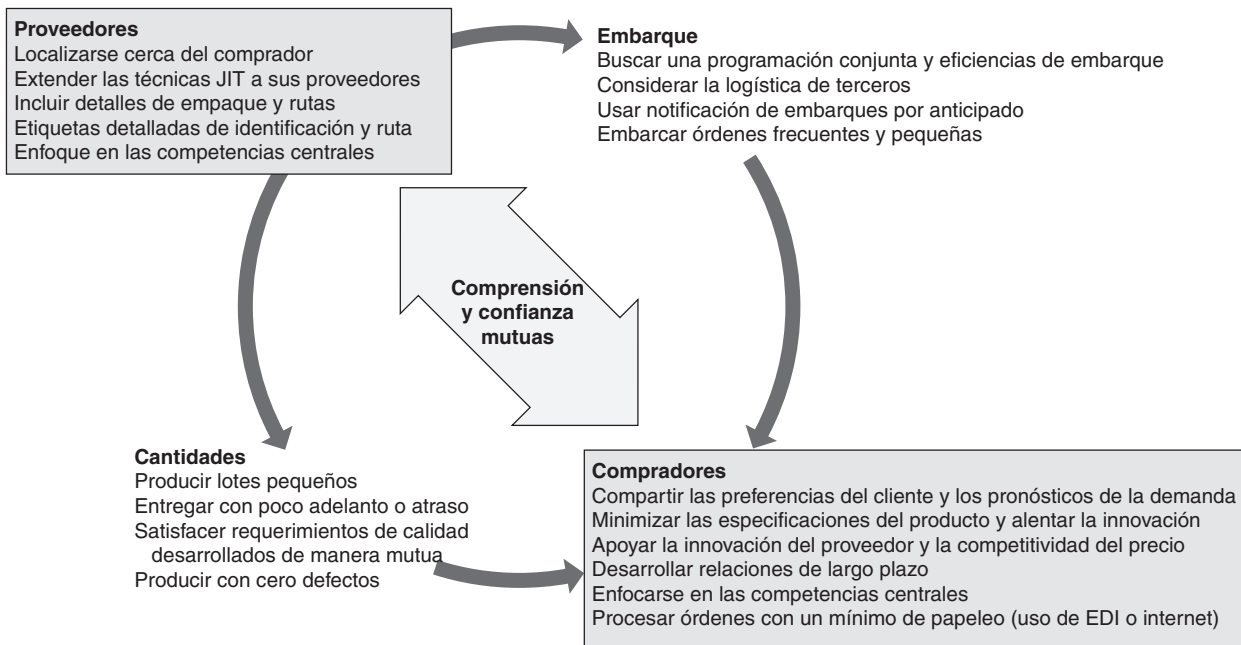 Proveedores
Localizarse cerca del comprador
Extender las técnicas JIT a sus proveedores
Incluir detalles de empaque y rutas
Etiquetas detalladas de identificación y ruta
Enfoque en las competencias centrales
Embarque
Buscar una programación conjunta y eficiencias de embarque
Considerar la logística de terceros
Usar notificación de embarques por anticipado
Embarcar órdenes frecuentes y pequeñas
Comprensión
y confianza
mutuas
Cantidades
Producir lotes pequeños
Entregar con poco adelanto o atraso
Satisfacer requerimientos de calidad
desarrollados de manera mutua
Producir con cero defectos
Compradores
Compartir las preferencias del cliente y los pronósticos de la demanda
Minimizar las especificaciones del producto y alentar la innovación
Apoyar la innovación del proveedor y la competitividad del precio
Desarrollar relaciones de largo plazo
Enfocarse en las competencias centrales
Procesar órdenes con un mínimo de papeleo (uso de EDI o internet)